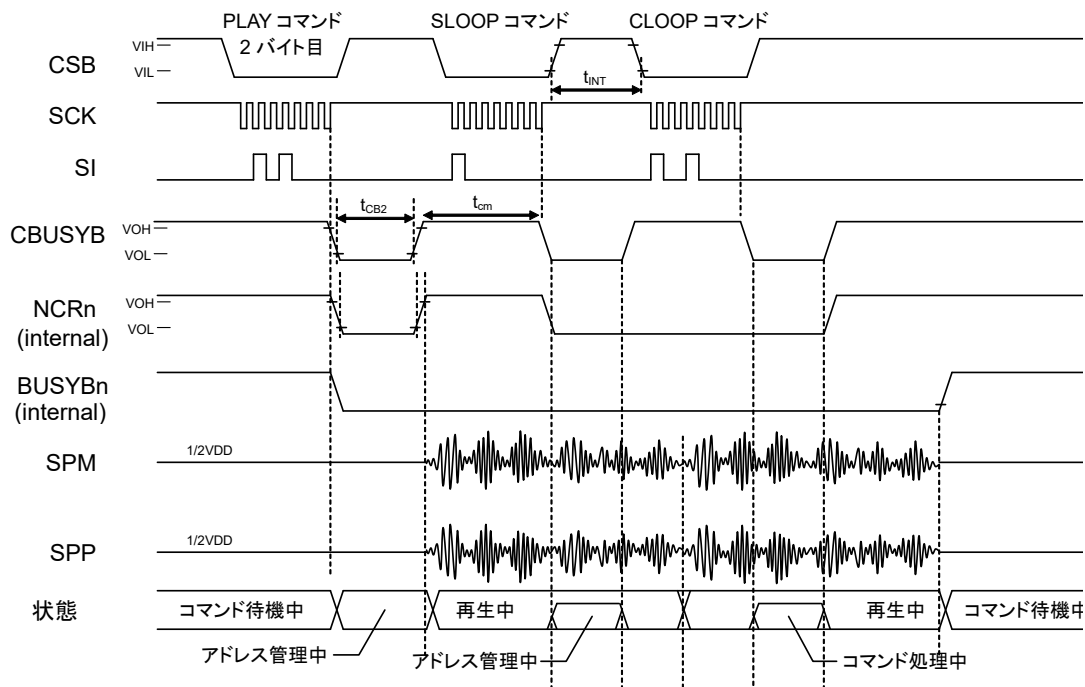 PLAY コマンド
2 バイト目
SLOOP コマンド
CLOOP コマンド
CSB
VIH
VIL
tINT
SCK
SI
tCB2
tcm
CBUSYB
VOH
VOL
NCRn
(internal)
VOH
VOL
BUSYBn
(internal)
SPM
1/2VDD
SPP
1/2VDD
状態
コマンド待機中
再生中
再生中
コマンド待機中
アドレス管理中
アドレス管理中
コマンド処理中